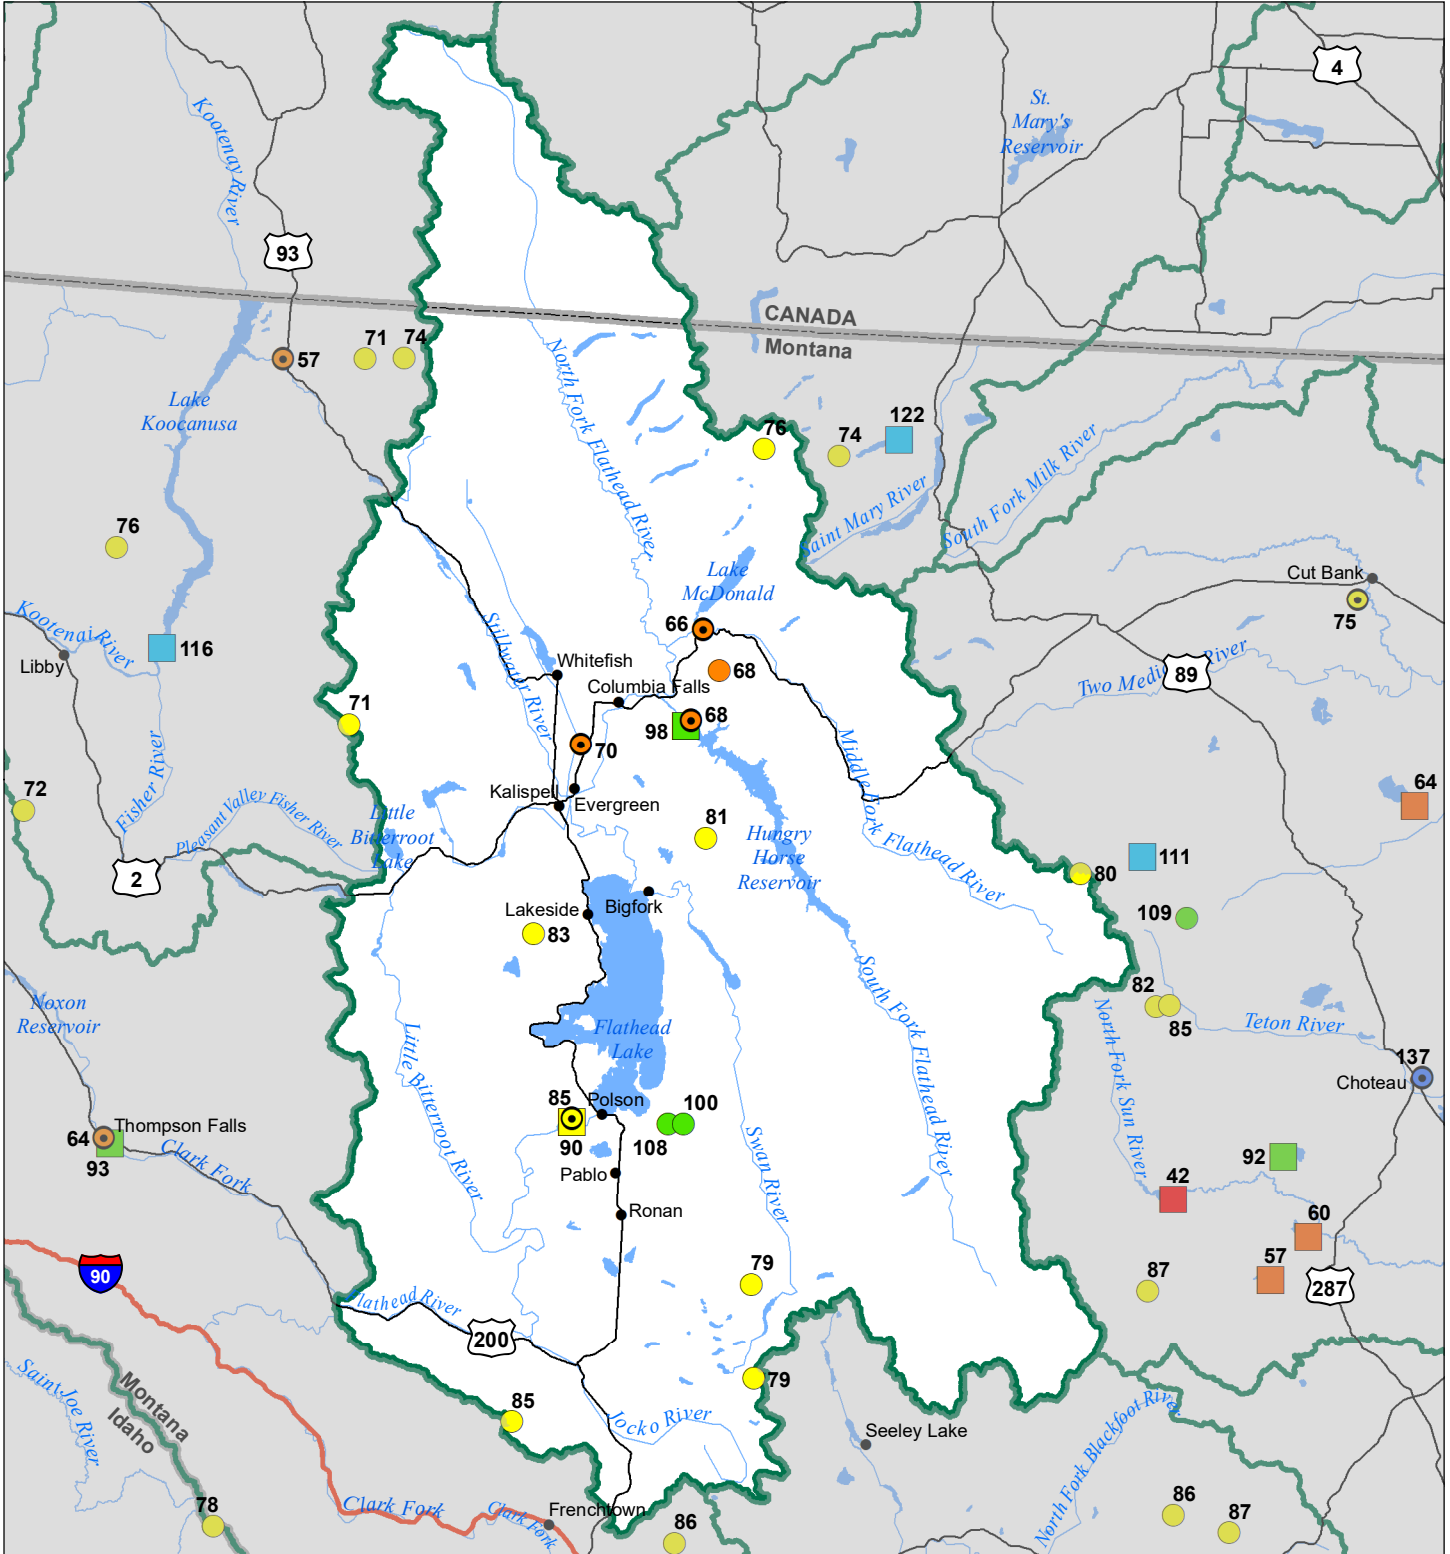 4
St.
Mary's
Reservoir
Kootenay River
93
CANADA
Montana
57
71
74
North Fork Flathead River
Lake
Koocanusa
76
74
122
South Fork Milk River
Saint Mary River
76
Lake
McDonald
Cut Bank
75
Kootenai River
Libby
116
66
Stillwater River
Whitefish
68
Columbia Falls
Two Medi River
89
71
98
68
70
Middle Fork Flathead River
Fisher River
72
Kalispell
Evergreen
64
Pleasant Valley Fisher River
Little
Bitterroot
Lake
81
Hungry
Horse
Reservoir
111
2
80
Lakeside
Bigfork
109
83
South Fork Flathead River
82
85
Noxon
Reservoir
North Fork Sun River
Teton River
Flathead
Lake
Little Bitterroot River
137
Choteau
85
Polson
100
90
108
Thompson Falls
64
93
Clark Fork
Swan River
92
Pablo
42
Ronan
60
90
79
57
87
287
Flathead River
200
79
Saint Joe River
Montana
Idaho
85
Jocko River
North Fork Blackfoot River
Seeley Lake
78
Clark Fork
Clark Fork
Frenchtown
86
86
87